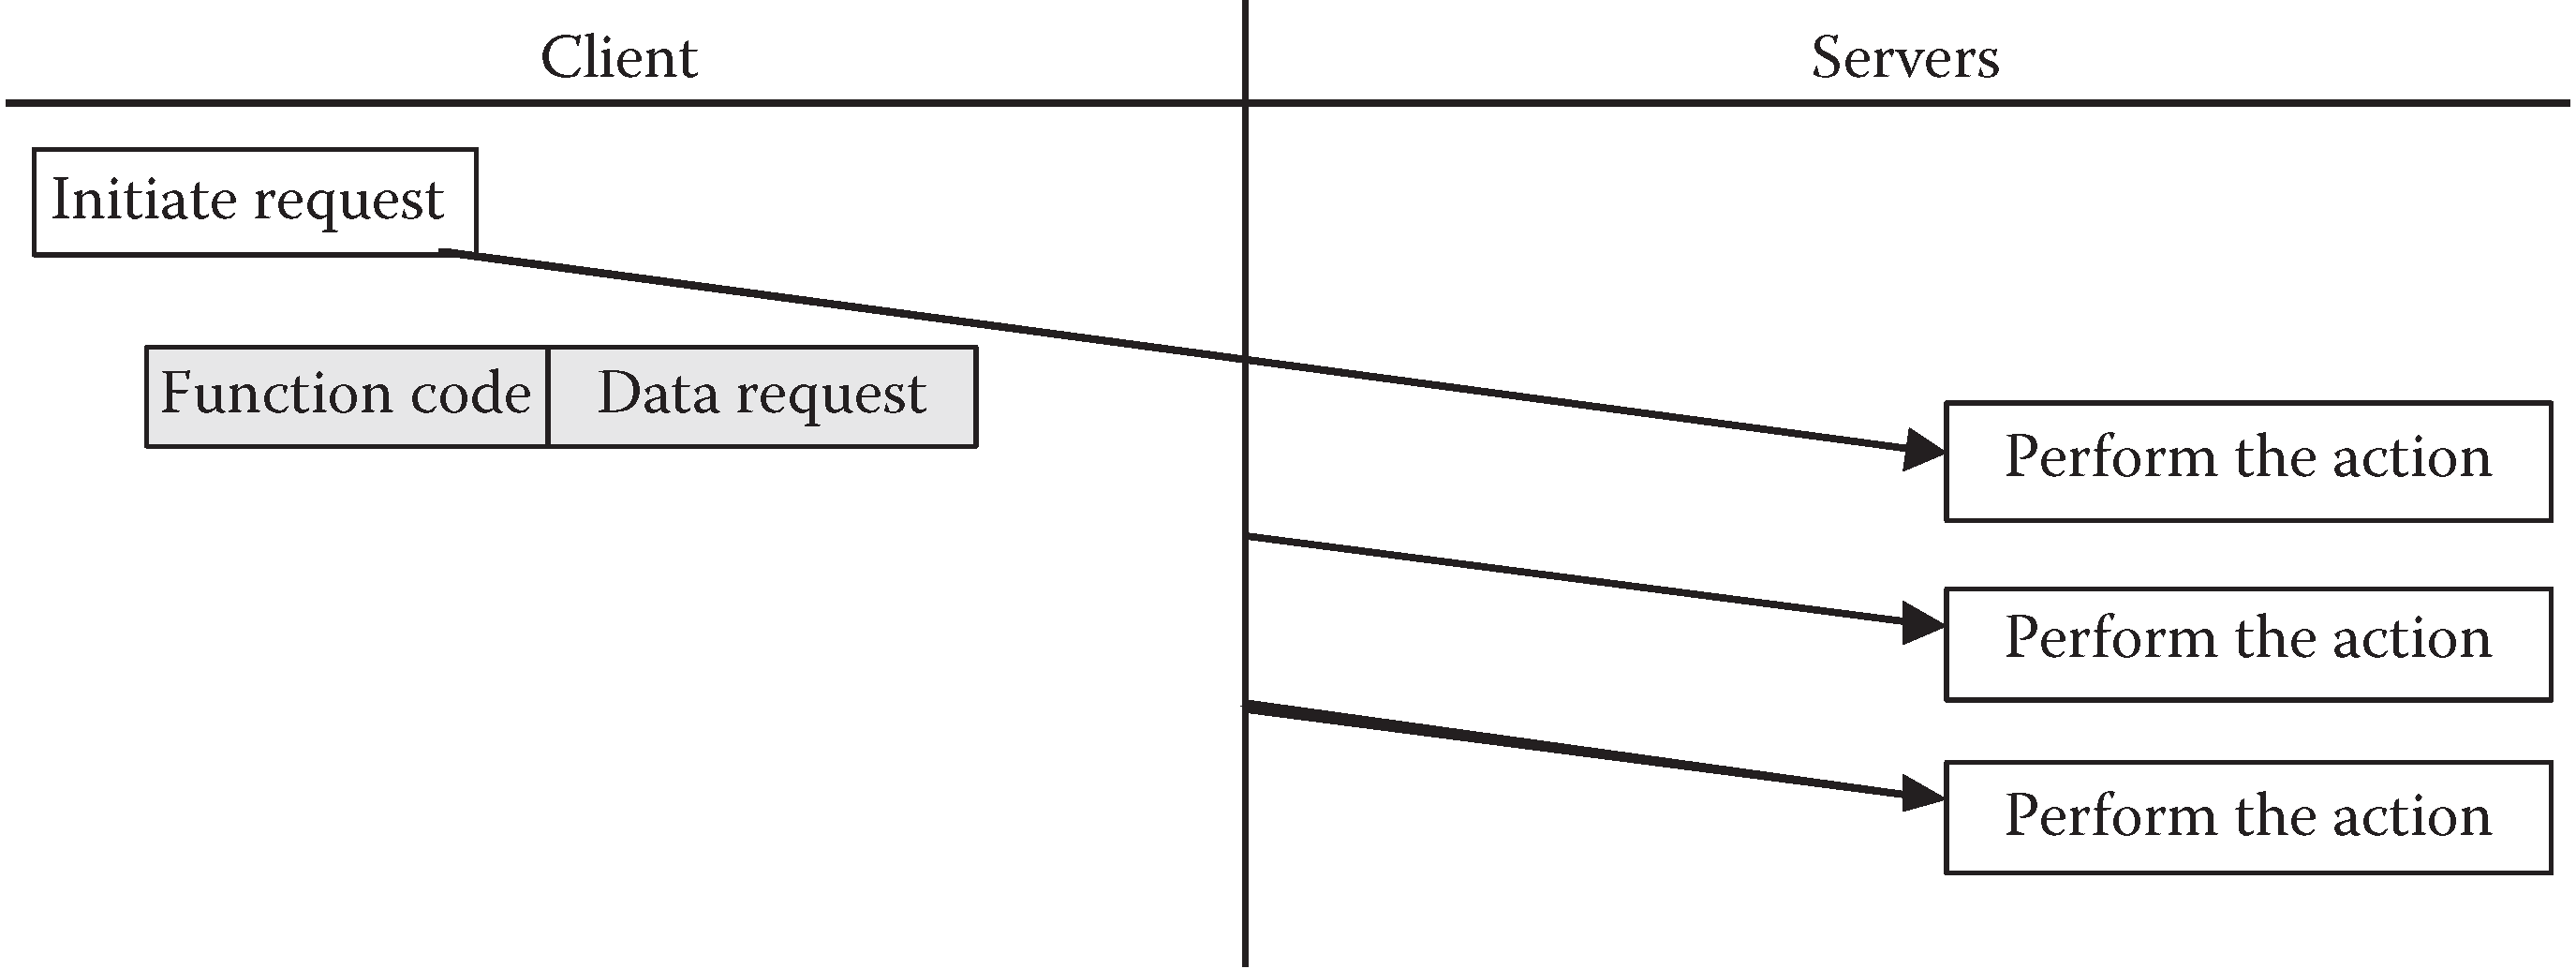 Client
Servers
Initiate request
Function code
Data request
Perform the action
Perform the action
Perform the action